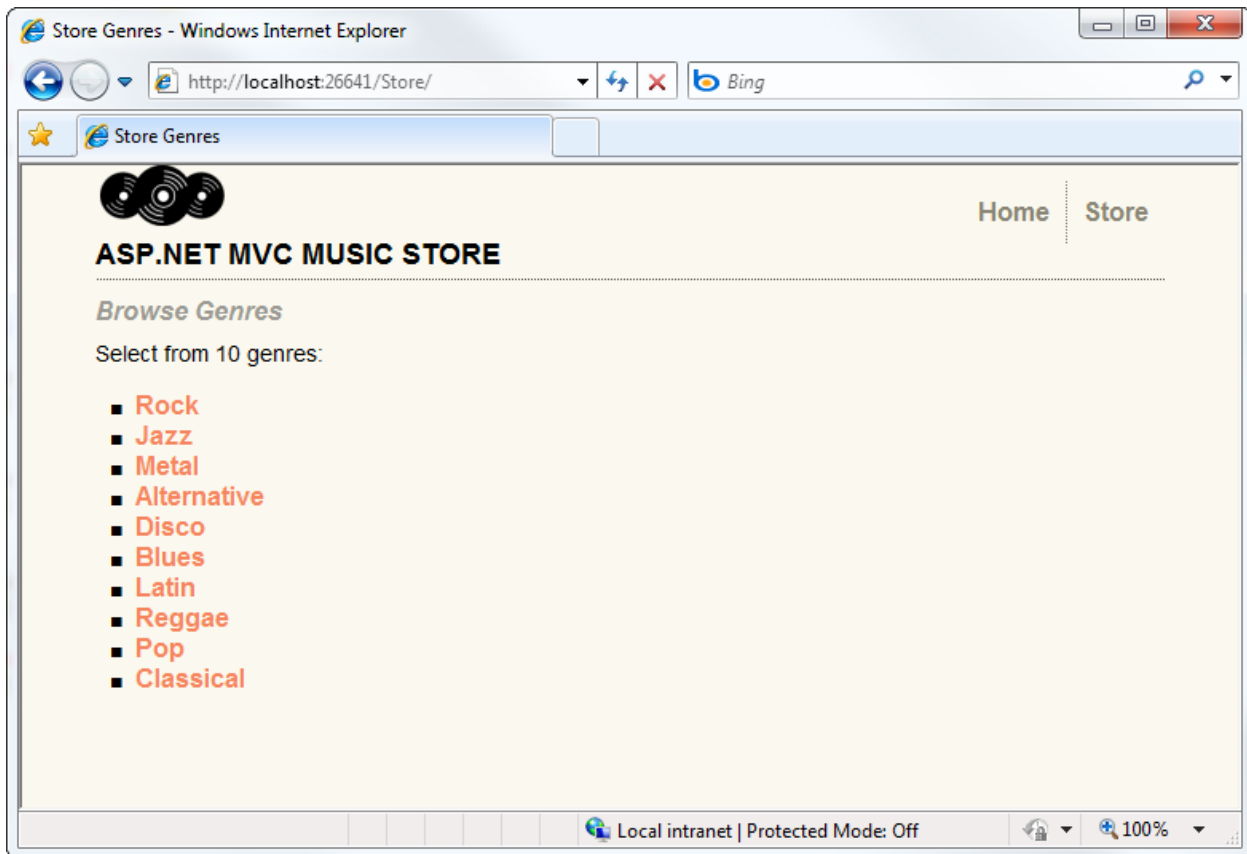 Store Genres - Windows Internet Explorer
http://localhost:26641/Store/ Bing
Store Genres
Home Store
ASP.NET MVC MUSIC STORE
Browse Genres
Select from 10 genres:
Rock
Jazz
Metal
Alternative
Disco
Blues
Latin
Reggae
Pop
Classical
Local intranet | Protected Mode: Off 100%